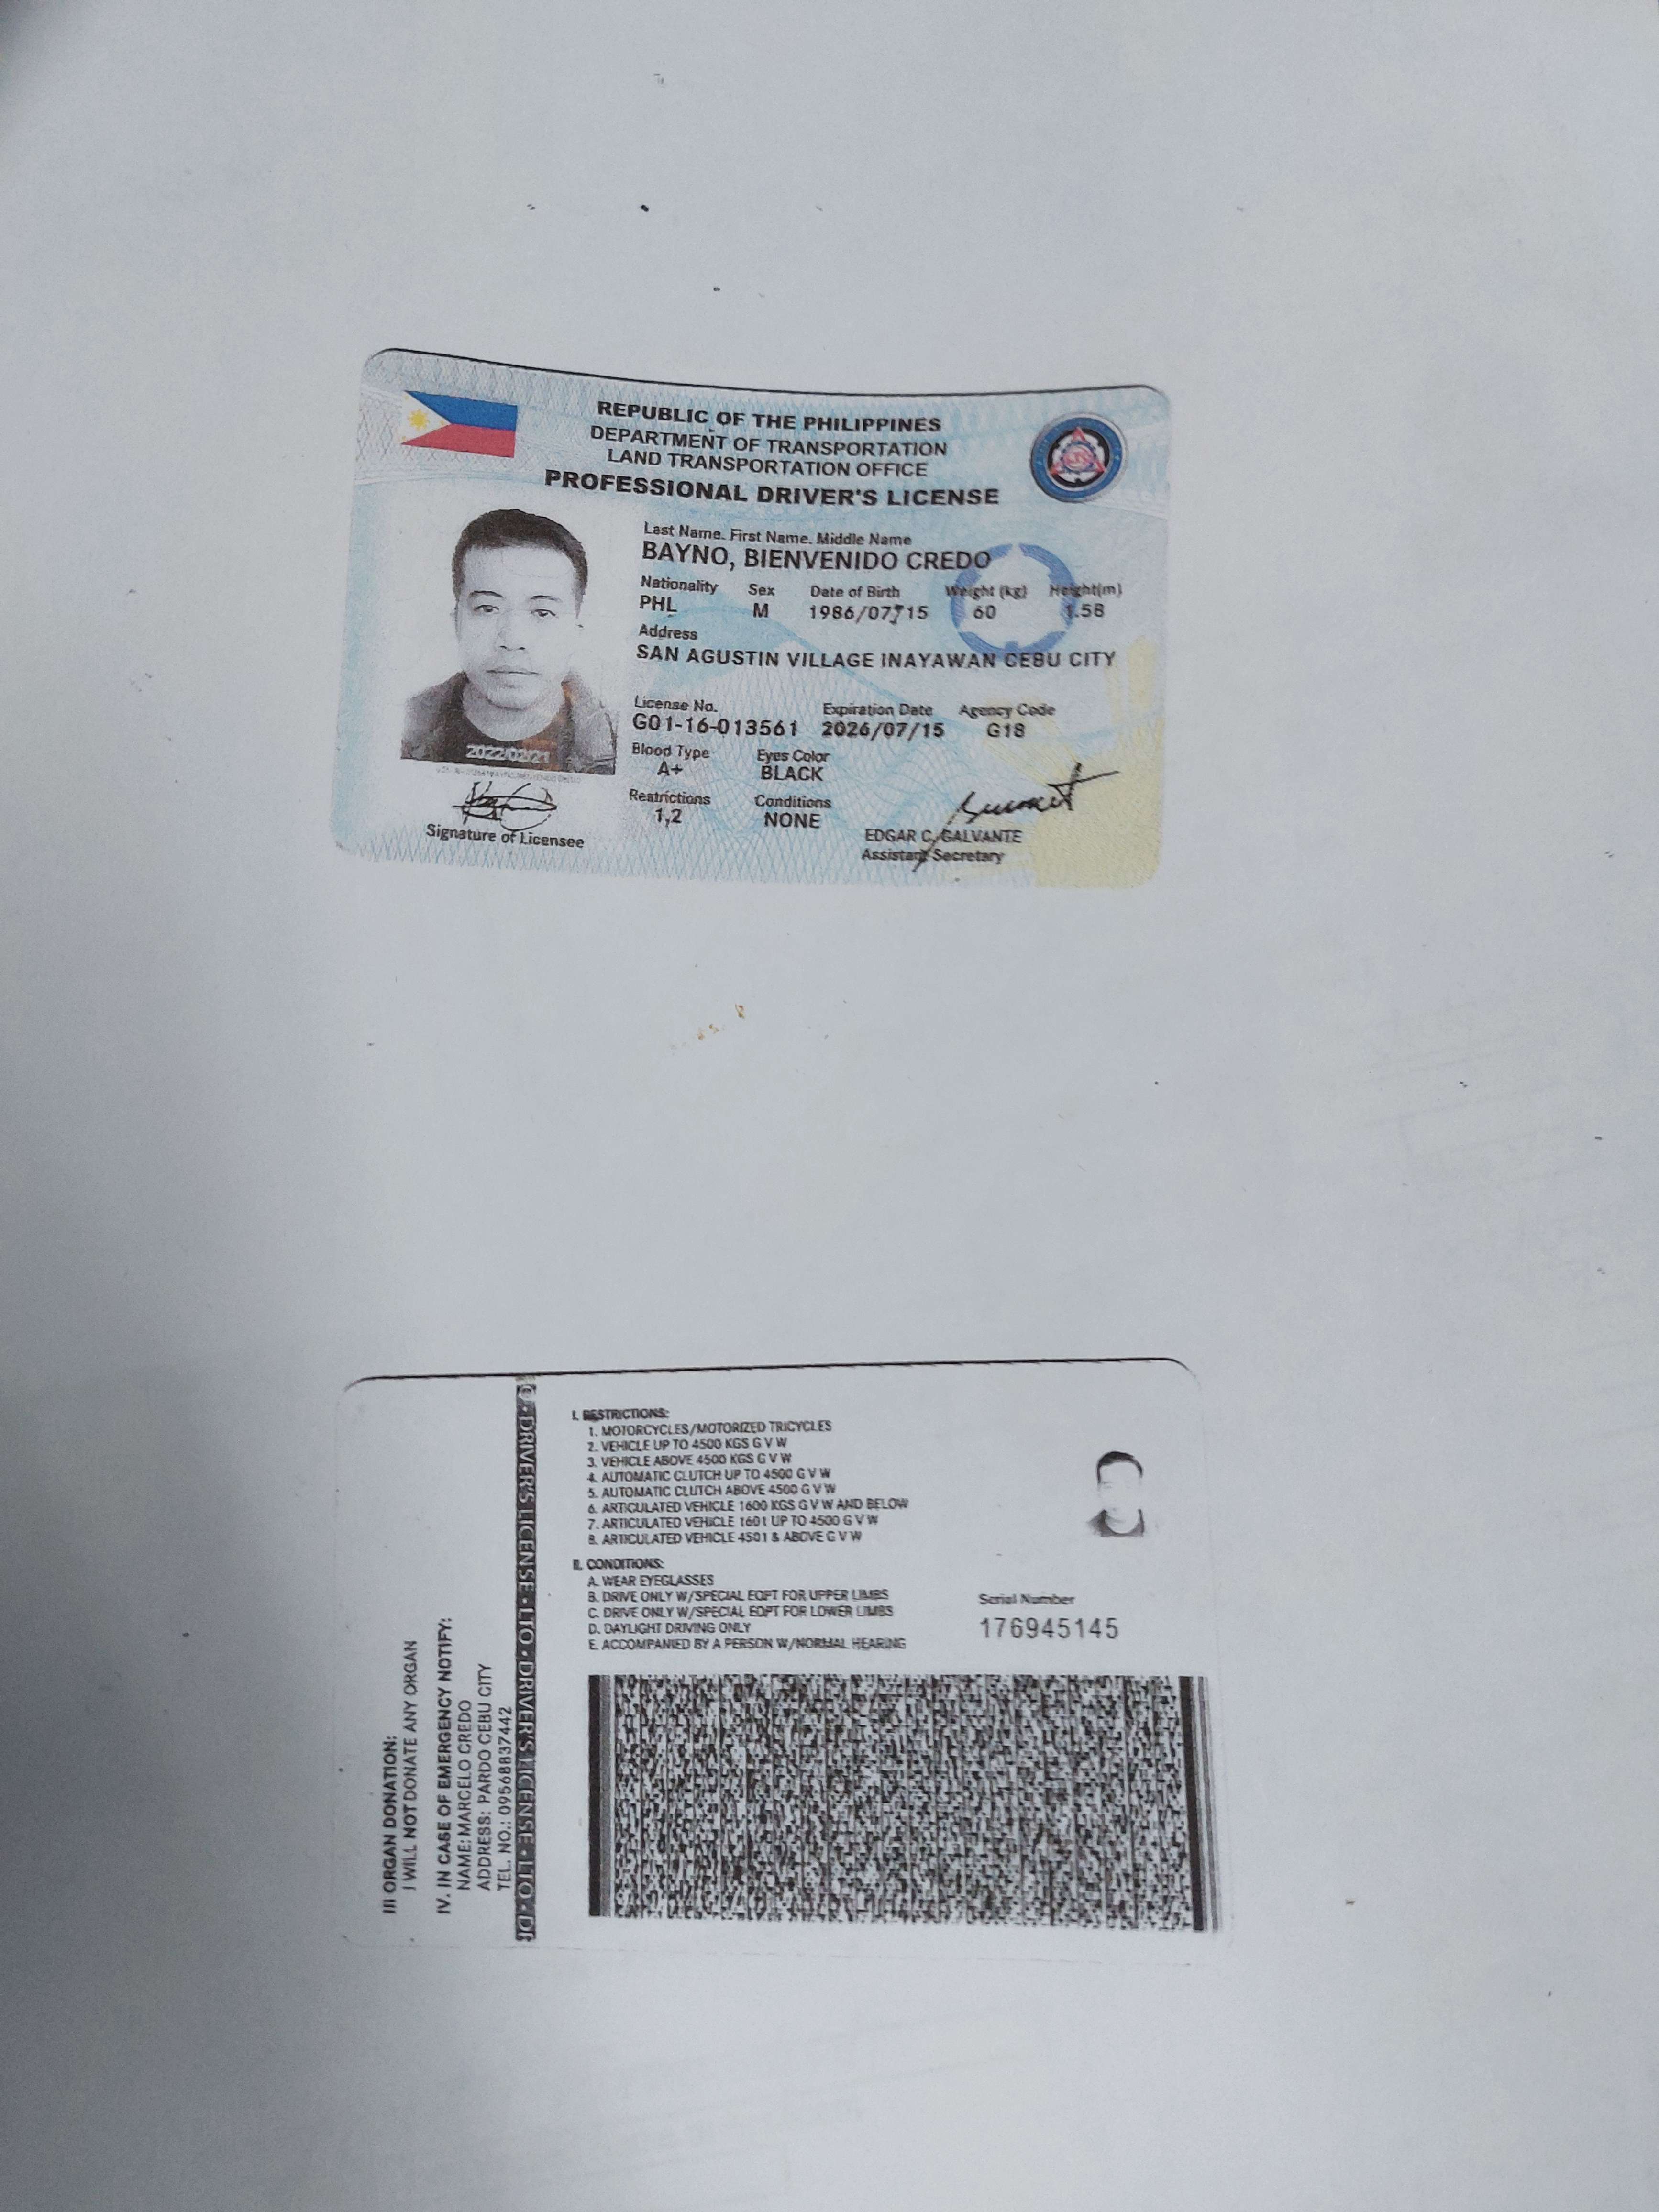 REPUBLIC OF THE PHILIPPINES
DEPARTMENT OF TRANSPORTATION
LAND TRANSPORTATION OFFICE
PROFESSIONAL DRIVER'S LICENSE
Last Name. First Name. Middle Name
BAYNO, BIENVENIDO CREDO
Nationality Sex Date of Birth Weight (kg) Height(m)
PHL M 1986/07/15 60 1.58
Address
SAN AGUSTIN VILLAGE INAYAWAN CEBU CITY
License No. Expiration Date Agency Code
G01-16-013561 2026/07/15 G18
Blood Type Eyes Color
A+ BLACK
Restrictions Conditions
1,2 NONE
2022/02/21
Signature of Licensee
EDGAR C. GALVANTE
Assistant Secretary
I. RESTRICTIONS:
1. MOTORCYCLES/MOTORIZED TRICYCLES
2. VEHICLE UP TO 4500 KGS G V W
3. VEHICLE ABOVE 4500 KGS G V W
4. AUTOMATIC CLUTCH UP TO 4500 G V W
5. AUTOMATIC CLUTCH ABOVE 4500 G V W
6. ARTICULATED VEHICLE 1600 KGS G V W AND BELOW
7. ARTICULATED VEHICLE 1601 UP TO 4500 G V W
8. ARTICULATED VEHICLE 4501 & ABOVE G V W
II. CONDITIONS:
A. WEAR EYEGLASSES
B. DRIVE ONLY W/SPECIAL EQPT FOR UPPER LIMBS
C. DRIVE ONLY W/SPECIAL EQPT FOR LOWER LIMBS
D. DAYLIGHT DRIVING ONLY
E. ACCOMPANIED BY A PERSON W/NORMAL HEARING
Serial Number
176945145
III ORGAN DONATION:
I WILL NOT DONATE ANY ORGAN
IV. IN CASE OF EMERGENCY NOTIFY:
NAME: MARCELO CREDO
ADDRESS: PARDO CEBU CITY
TEL. NO.: 09568837442
DRIVER'S LICENSE • LTO • DRIVER'S LICENSE • LTO •